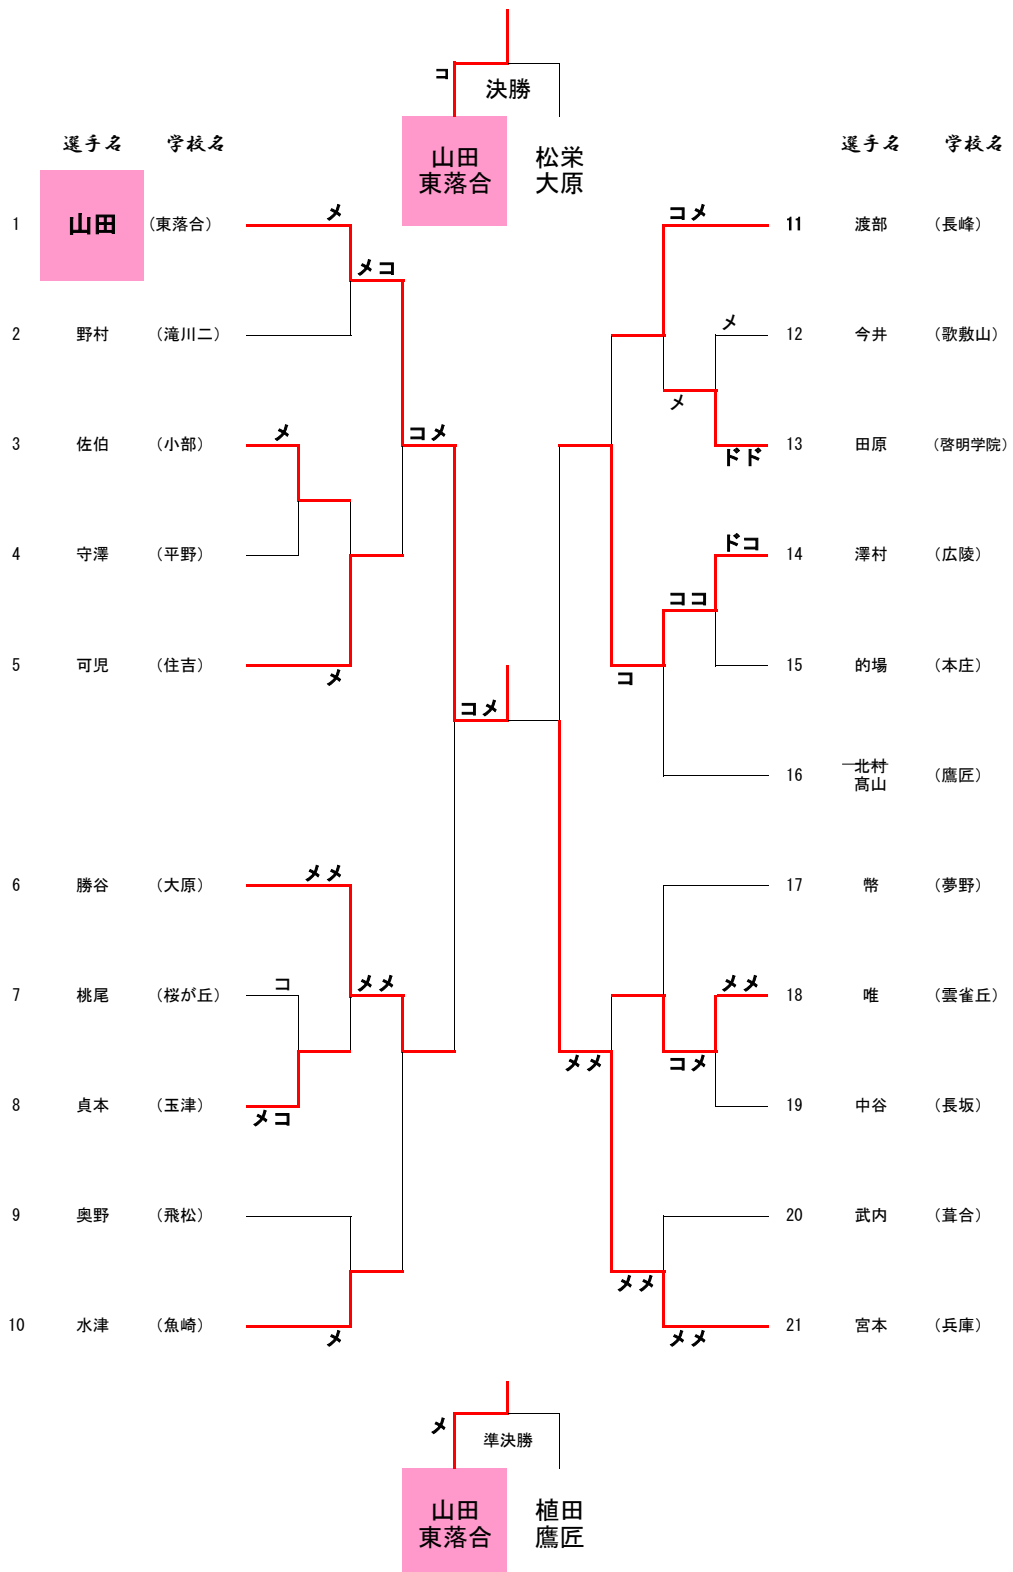 コ
決勝
山田 松栄
東落合 大原
選手名 学校名
選手名 学校名
1 山田 (東落合)
メ
コメ
11 渡部 (長峰)
メコ
2 野村 (滝川二)
メ
12 今井 (歌敷山)
メ
3 佐伯 (小部)
メ
コメ
ドド
13 田原 (啓明学院)
4 守澤 (平野)
ドコ
14 澤村 (広陵)
ココ
5 可児 (住吉)
メ
コ
15 的場 (本庄)
コメ
16 北村 (鷹匠)
髙山
6 勝谷 (大原)
メメ
17 幣 (夢野)
7 桃尾 (桜が丘)
コ
メメ
メメ
18 唯 (雲雀丘)
メメ
コメ
8 貞本 (玉津)
メコ
19 中谷 (長坂)
9 奥野 (飛松)
20 武内 (葺合)
メメ
10 水津 (魚崎)
メ
メメ
21 宮本 (兵庫)
メ
準決勝
山田 植田
東落合 鷹匠